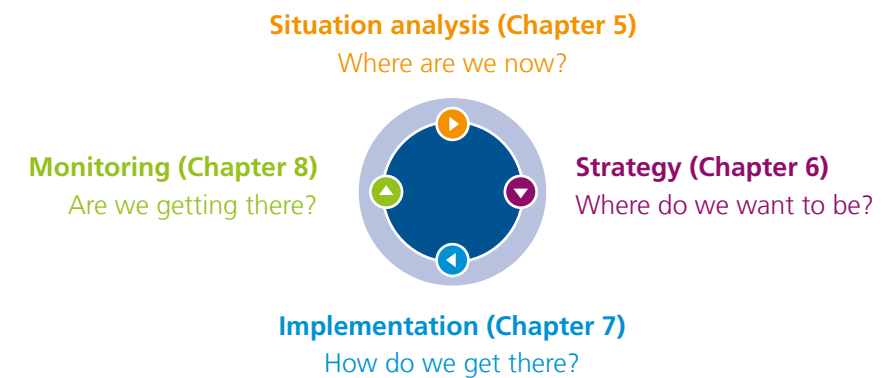 Situation analysis (Chapter 5)
Where are we now?
Monitoring (Chapter 8)
Are we getting there?
Strategy (Chapter 6)
Where do we want to be?
Implementation (Chapter 7)
How do we get there?